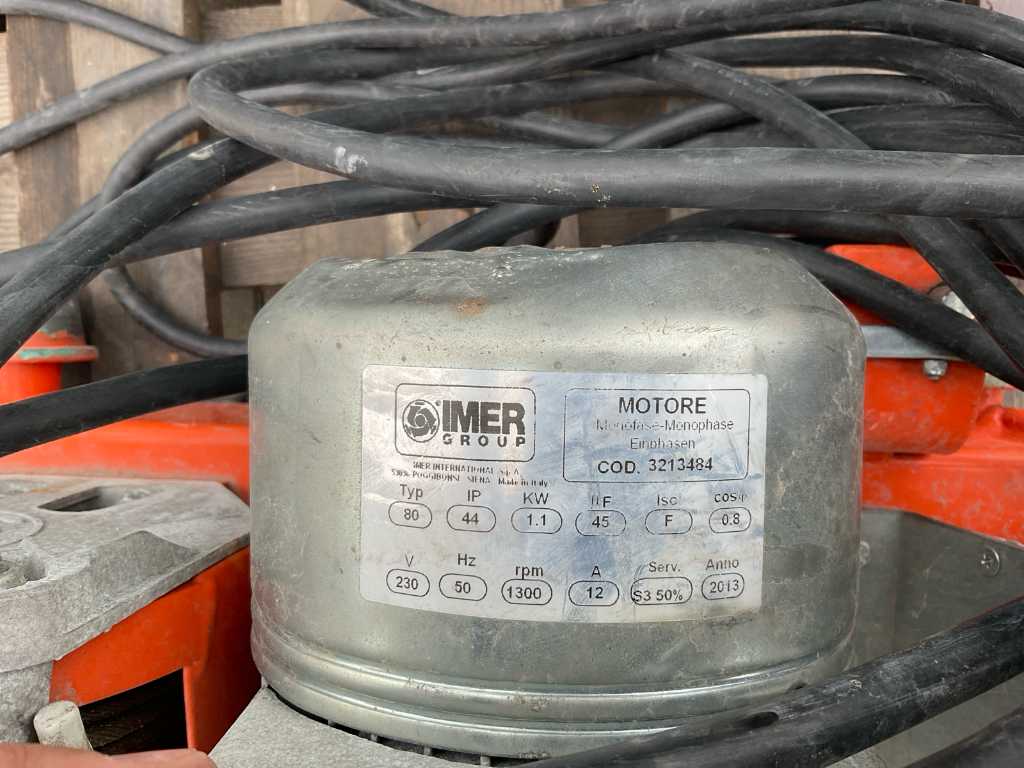 IMER
GROUP
IMER INTERNATIONAL S.p.A.
53036 POGGIBONSI SIENA Made in Italy
MOTORE
Monofase-Monophase
Einphasen
COD. 3213484
Typ IP KW µF Isc cosφ
80 44 1.1 45 F 0.8
V Hz rpm A Serv. Anno
230 50 1300 12 S3 50% 2013